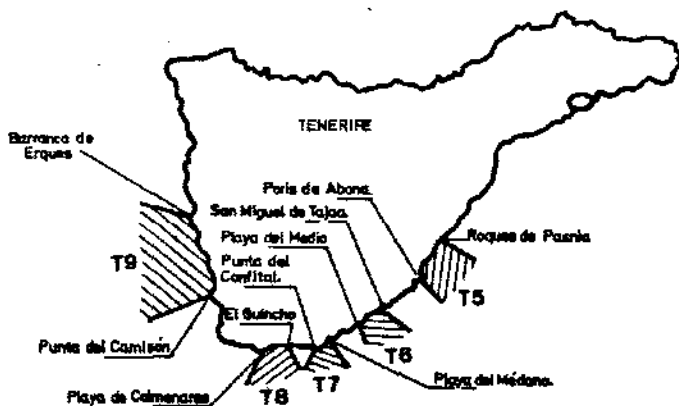 TENERIFE
Barranco de
Erques
Poris de Abona.
San Miguel de Tajao.
Playa del Medio
Roques de Fasnia
Punta del
Confital.
T9
T5
El Guincho
T6
Punta del Camisón.
Playa de Colmenares
T8
T7
Playa del Médano.